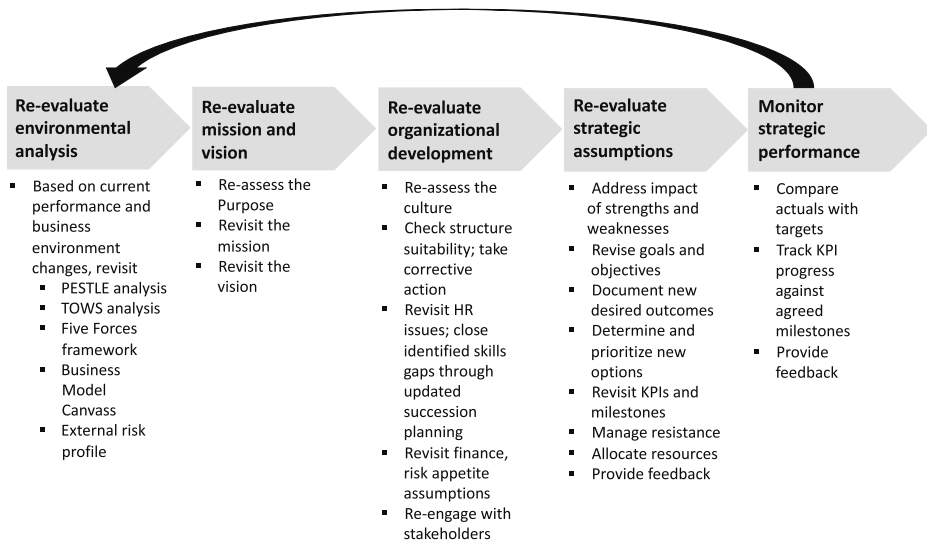 Re-evaluate
environmental
analysis
▪ Based on current
performance and
business
environment
changes, revisit
▪ PESTLE analysis
▪ TOWS analysis
▪ Five Forces
framework
▪ Business
Model
Canvass
▪ External risk
profile
Re-evaluate
mission and
vision
▪ Re-assess the
Purpose
▪ Revisit the
mission
▪ Revisit the
vision
Re-evaluate
organizational
development
▪ Re-assess the
culture
▪ Check structure
suitability; take
corrective
action
▪ Revisit HR
issues; close
identified skills
gaps through
updated
succession
planning
▪ Revisit finance,
risk appetite
assumptions
▪ Re-engage with
stakeholders
Re-evaluate
strategic
assumptions
▪ Address impact
of strengths and
weaknesses
▪ Revise goals and
objectives
▪ Document new
desired outcomes
▪ Determine and
prioritize new
options
▪ Revisit KPIs and
milestones
▪ Manage resistance
▪ Allocate resources
▪ Provide feedback
Monitor
strategic
performance
▪ Compare
actuals with
targets
▪ Track KPI
progress
against
agreed
milestones
▪ Provide
feedback